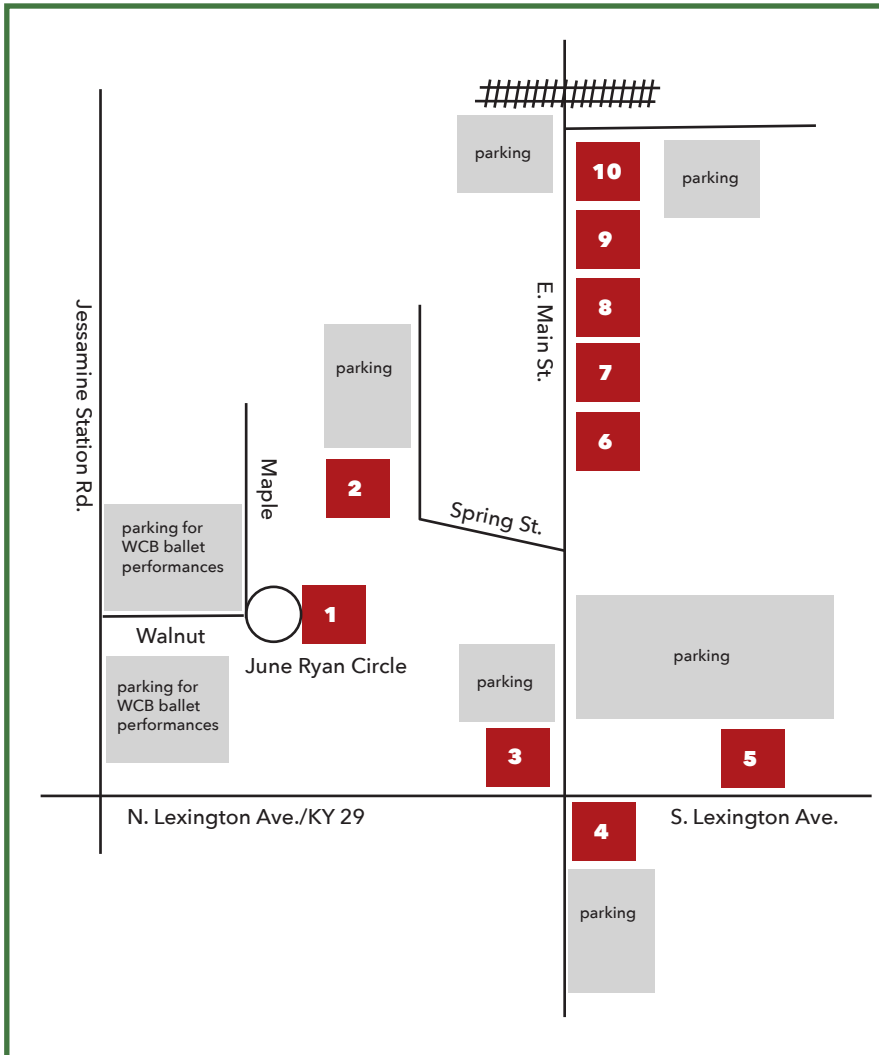 parking
10
parking
9
E. Main St.
8
Jessamine Station Rd.
parking
7
6
Maple
2
Spring St.
parking for
WCB ballet
performances
1
Walnut
June Ryan Circle
parking
parking
parking for
WCB ballet
performances
3
5
N. Lexington Ave./KY 29
S. Lexington Ave.
4
parking